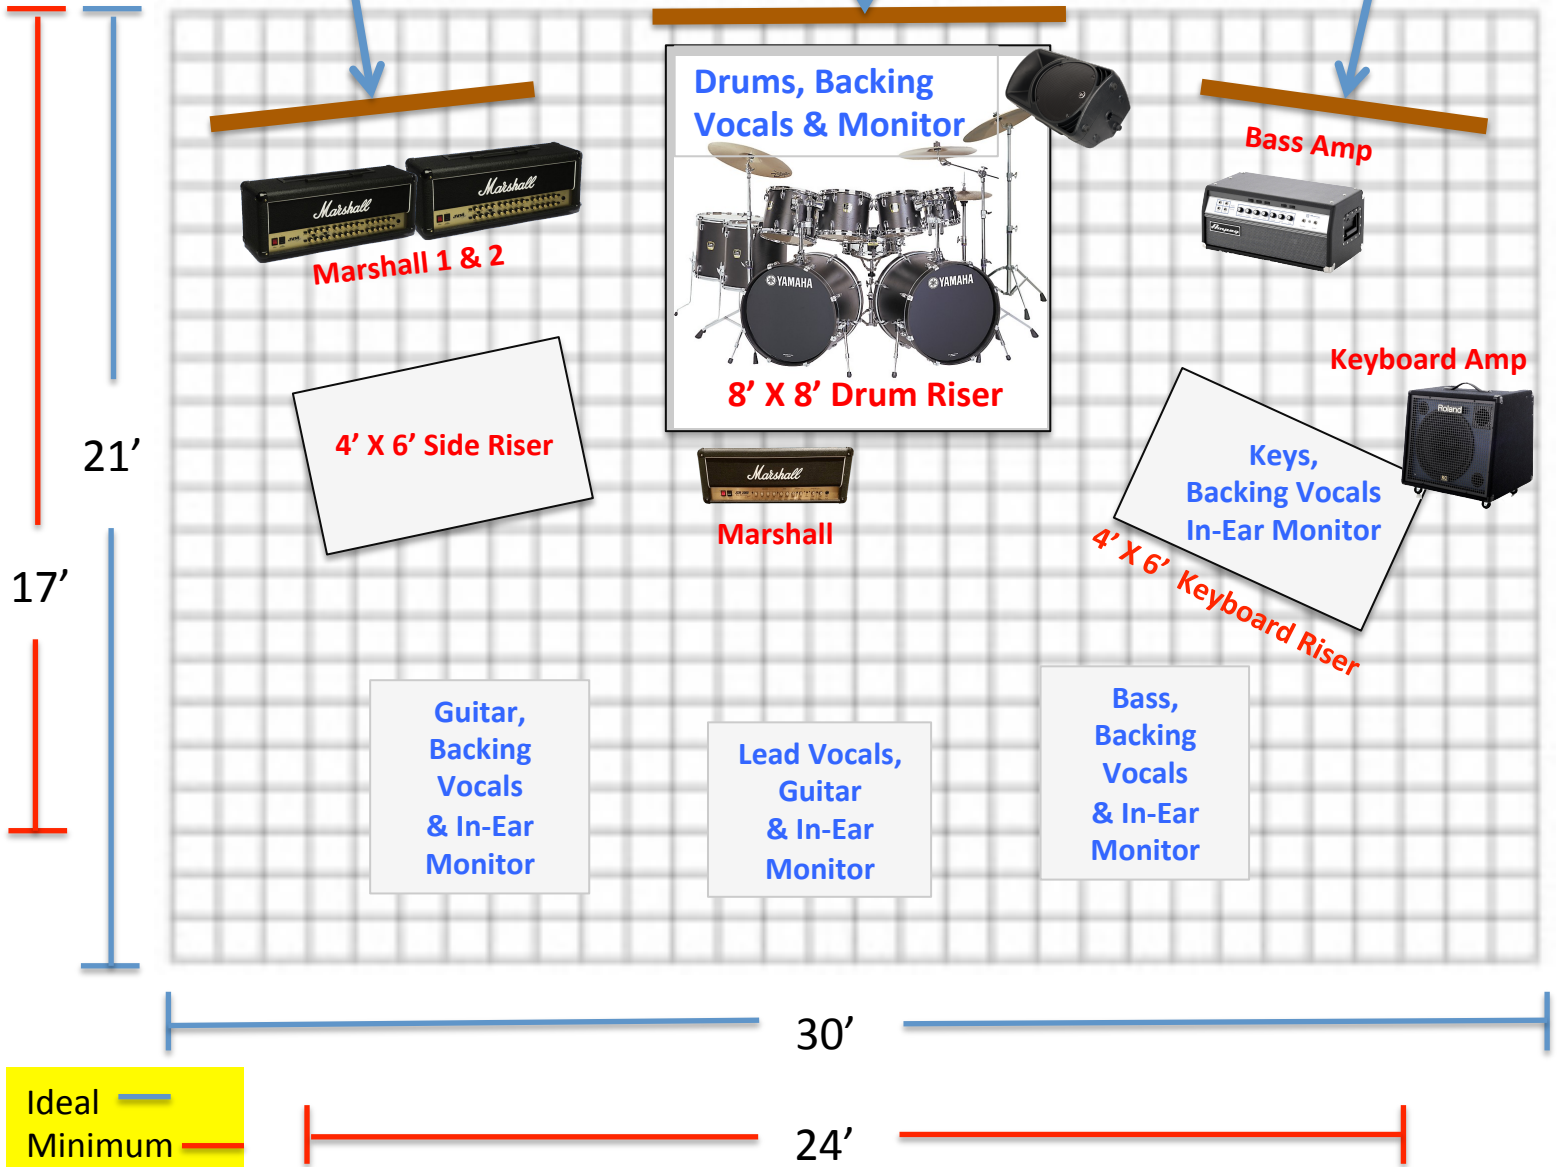 Drums, Backing
Vocals & Monitor
Bass Amp
Marshall
Marshall
Marshall 1 & 2
Ampeg
YAMAHA
YAMAHA
8’ X 8’ Drum Riser
Keyboard Amp
Roland
4’ X 6’ Side Riser
Marshall
Marshall
Keys,
Backing Vocals
In-Ear Monitor
4’ X 6’ Keyboard Riser
21’
17’
Guitar,
Backing
Vocals
& In-Ear
Monitor
Lead Vocals,
Guitar
& In-Ear
Monitor
Bass,
Backing
Vocals
& In-Ear
Monitor
30’
Ideal
Minimum
24’